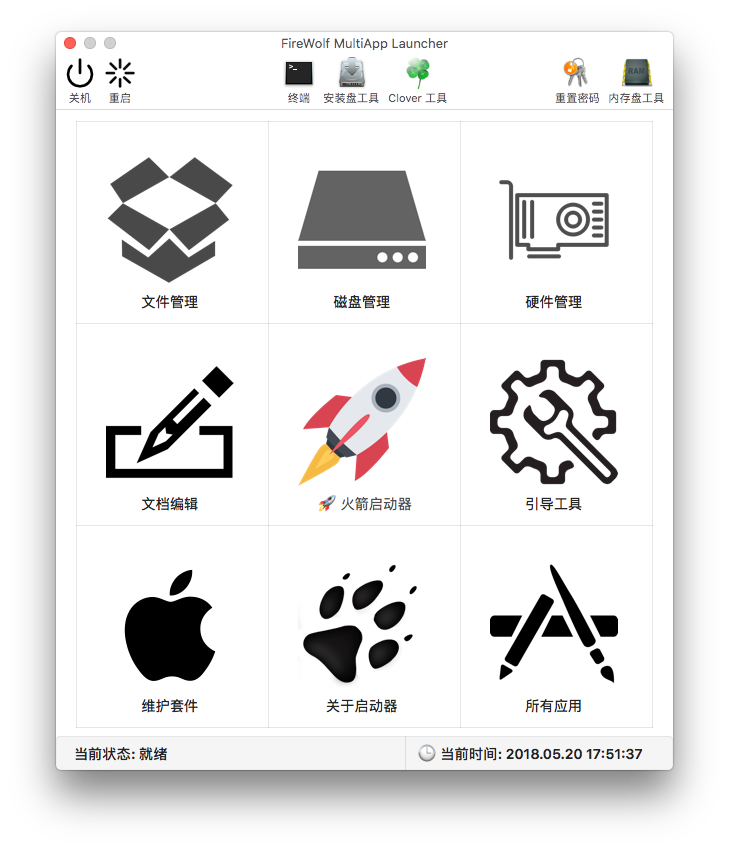 FireWolf MultiApp Launcher
关机 重启 终端 安装盘工具 Clover 工具 重置密码 内存盘工具
文件管理 磁盘管理 硬件管理
文档编辑 🚀 火箭启动器 引导工具
维护套件 关于启动器 所有应用
当前状态: 就绪 当前时间: 2018.05.20 17:51:37